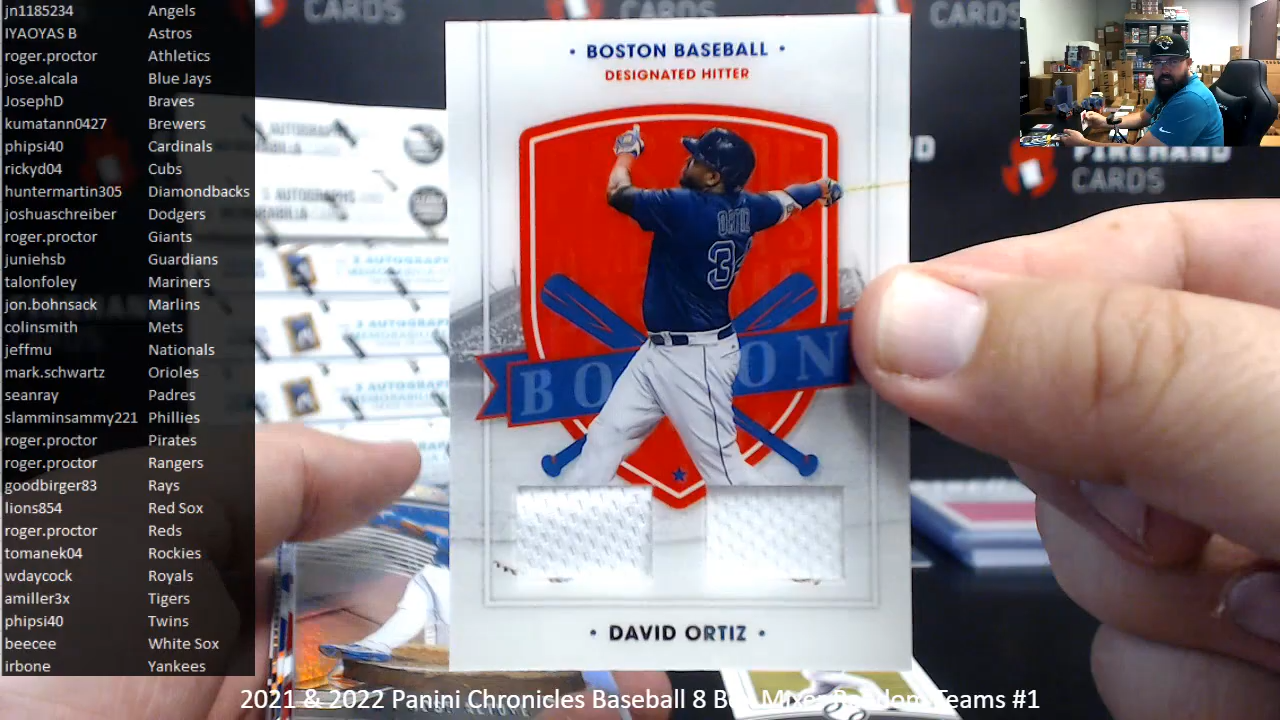 jn1185234 Angels
IYAOYAS B Astros
roger.proctor Athletics
jose.alcala Blue Jays
JosephD Braves
kumatann0427 Brewers
phipsi40 Cardinals
rickyd04 Cubs
huntermartin305 Diamondbacks
joshuaschreiber Dodgers
roger.proctor Giants
juniehsb Guardians
talonfoley Mariners
jon.bohnsack Marlins
colinsmith Mets
jeffmu Nationals
mark.schwartz Orioles
seanray Padres
slamminsammy221 Phillies
roger.proctor Pirates
roger.proctor Rangers
goodbirger83 Rays
lions854 Red Sox
roger.proctor Reds
tomanek04 Rockies
wdaycock Royals
amiller3x Tigers
phipsi40 Twins
beecee White Sox
irbone Yankees
CARDS
CARDS
• BOSTON BASEBALL •
DESIGNATED HITTER
ORTIZ
FIREHAND
CARDS
• DAVID ORTIZ •
2021 & 2022 Panini Chronicles Baseball 8 Box Mixer Random Teams #1